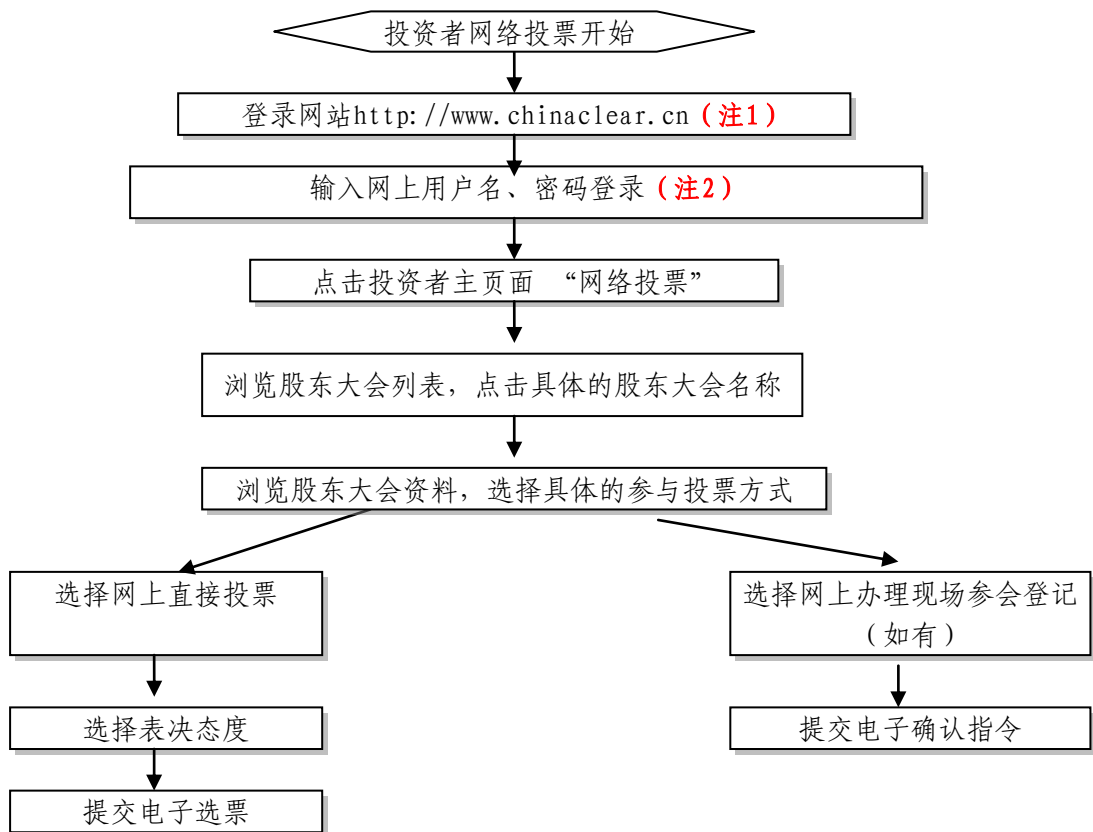 投资者网络投票开始
登录网站http://www.chinaclear.cn（注1）
输入网上用户名、密码登录（注2）
点击投资者主页面 “网络投票”
浏览股东大会列表，点击具体的股东大会名称
浏览股东大会资料，选择具体的参与投票方式
选择网上直接投票
选择表决态度
提交电子选票
选择网上办理现场参会登记
（如有）
提交电子确认指令